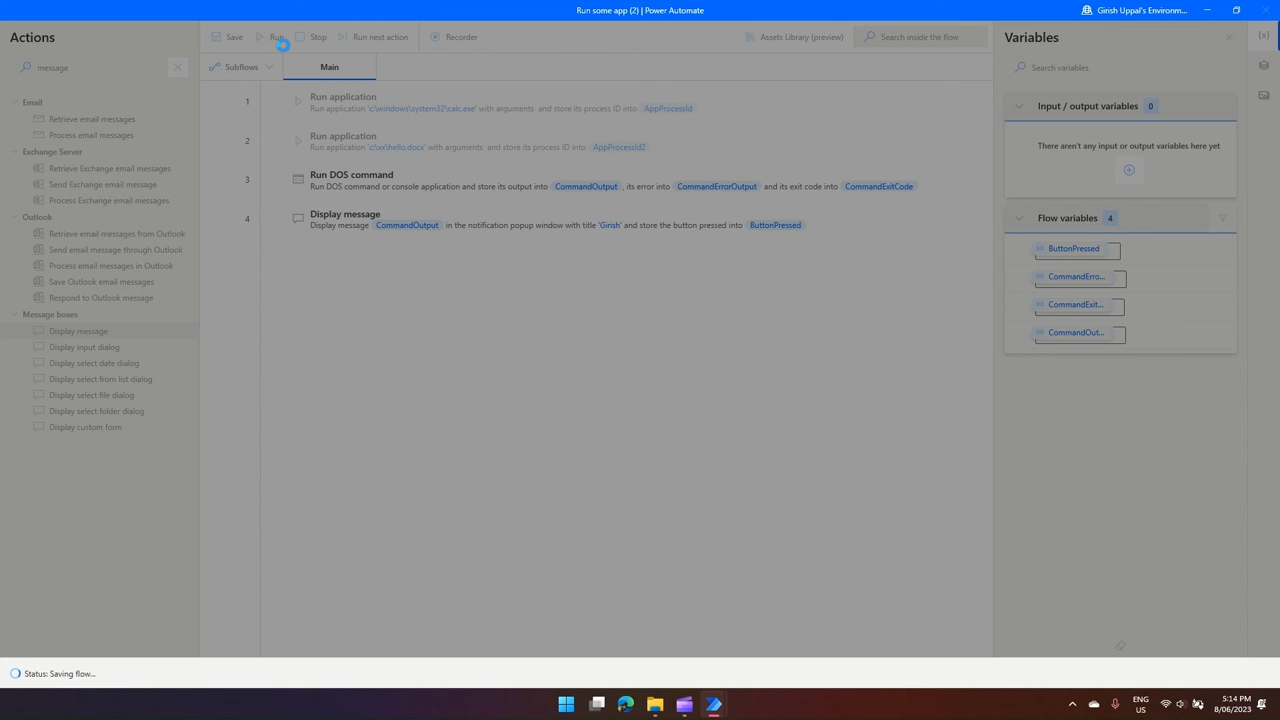 Run some app (2) | Power Automate
Girish Uppal's Environm...
Actions
Save
Run
Stop
Run next action
Recorder
Assets Library (preview)
Search inside the flow
Variables
{x}
message
Subflows
Main
Search variables
Email
Retrieve email messages
Process email messages
Exchange Server
Retrieve Exchange email messages
Send Exchange email message
Process Exchange email messages
Outlook
Retrieve email messages from Outlook
Send email message through Outlook
Process email messages in Outlook
Save Outlook email messages
Respond to Outlook message
Message boxes
Display message
Display input dialog
Display select date dialog
Display select from list dialog
Display select file dialog
Display select folder dialog
Display custom form
1
Run application
Run application 'c:\windows\system32\calc.exe' with arguments and store its process ID into AppProcessId
2
Run application
Run application 'c:\ax\hello.docx' with arguments and store its process ID into AppProcessId2
3
Run DOS command
Run DOS command or console application and store its output into CommandOutput , its error into CommandErrorOutput and its exit code into CommandExitCode
4
Display message
Display message CommandOutput in the notification popup window with title 'Girish' and store the button pressed into ButtonPressed
Input / output variables 0
There aren't any input or output variables here yet
Flow variables 4
(x) ButtonPressed
(x) CommandErro...
(x) CommandExit...
(x) CommandOut...
Status: Saving flow...
ENG
US
5:14 PM
8/06/2023